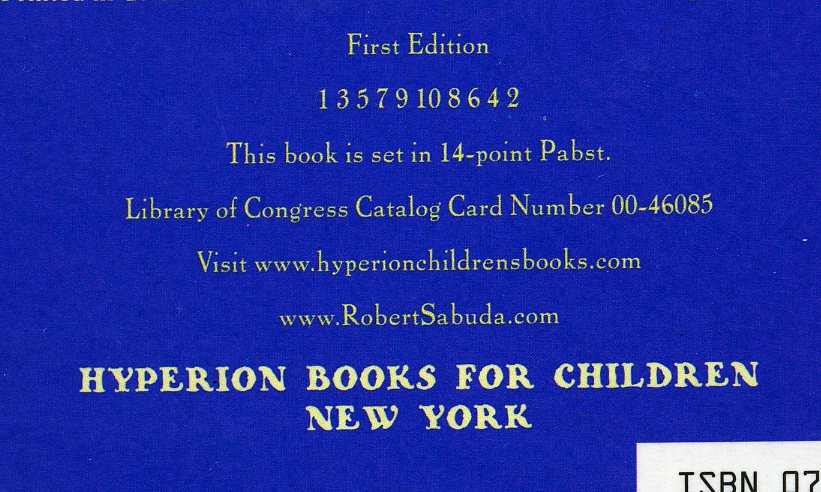 First Edition
1 3 5 7 9 10 8 6 4 2
This book is set in 14-point Pabst.
Library of Congress Catalog Card Number 00-46085
Visit www.hyperionchildrensbooks.com
www.RobertSabuda.com
HYPERION BOOKS FOR CHILDREN
NEW YORK
ISBN 07